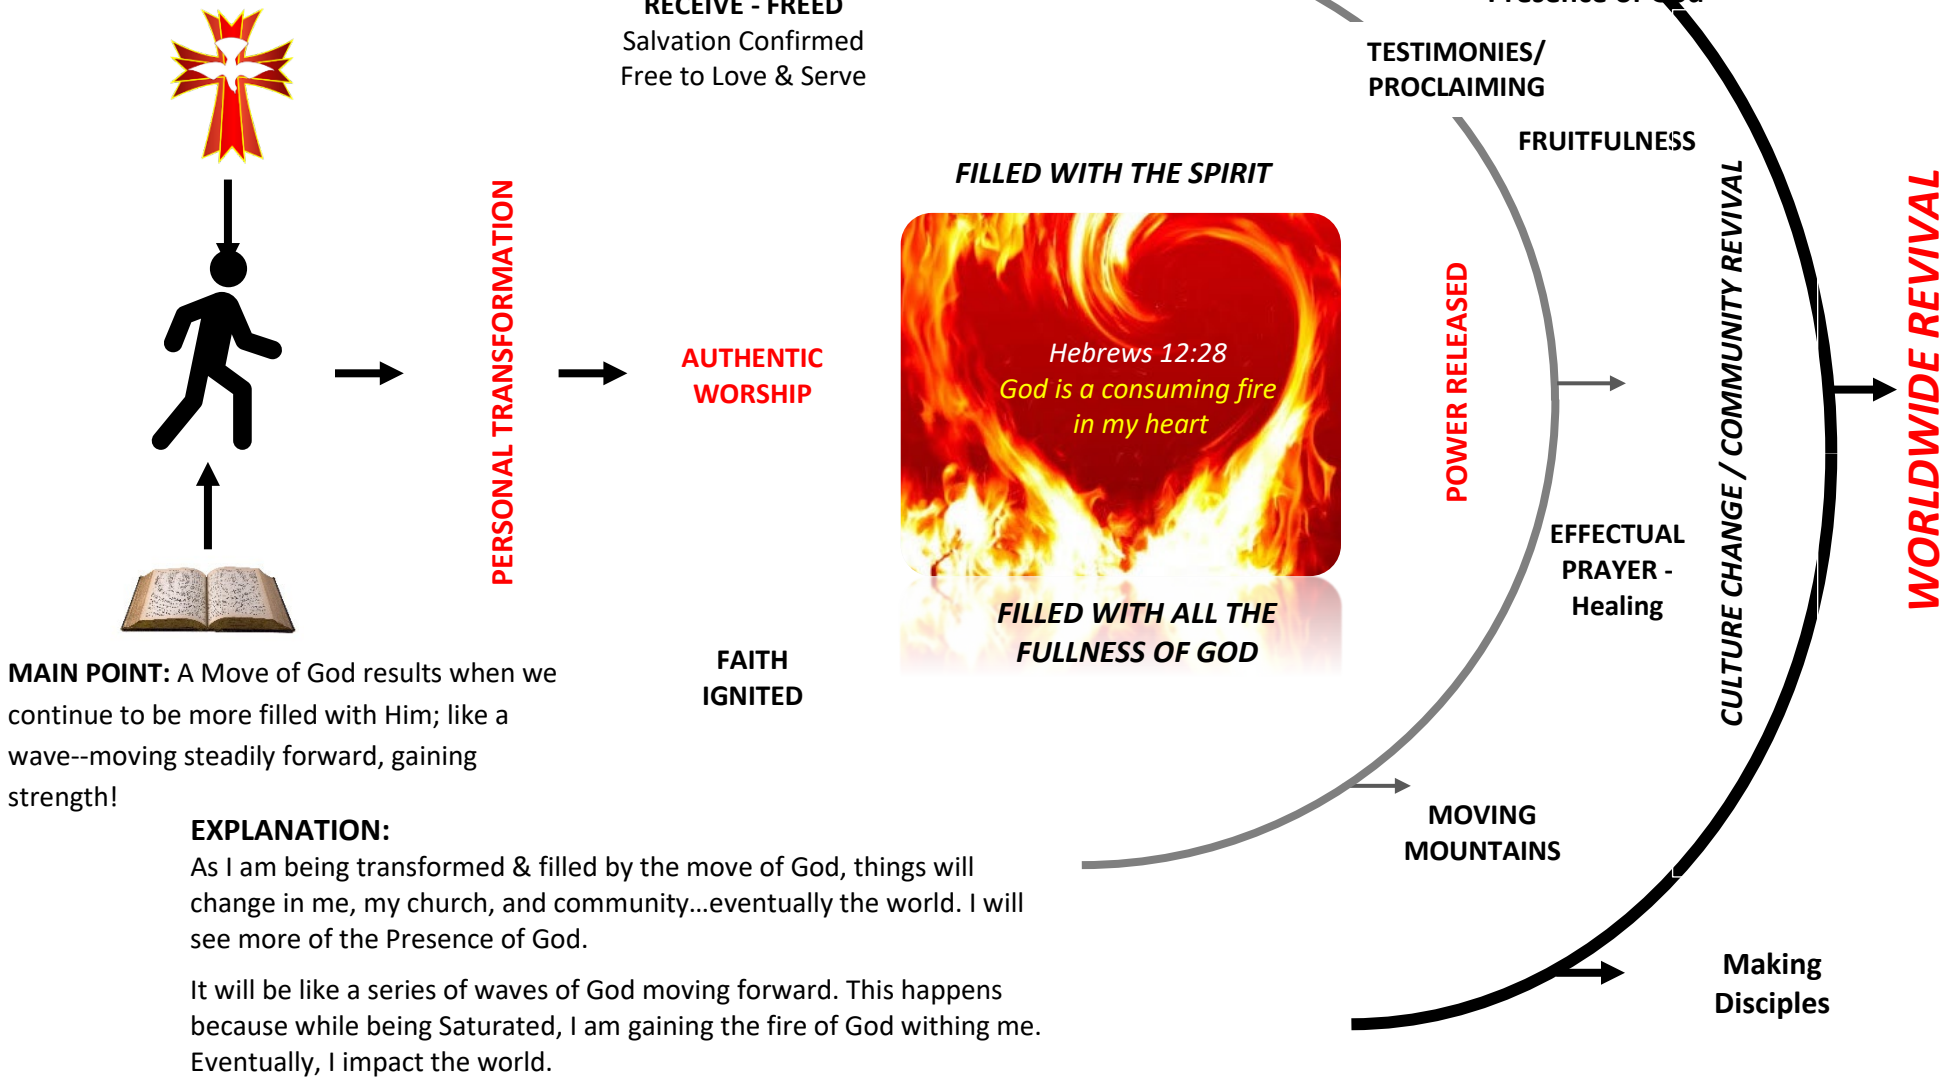 RECEIVE - FREED
Salvation Confirmed
Free to Love & Serve
Presence of God
TESTIMONIES/
PROCLAIMING
FRUITFULNESS
FILLED WITH THE SPIRIT
PERSONAL TRANSFORMATION
AUTHENTIC
WORSHIP
Hebrews 12:28
God is a consuming fire
in my heart
POWER RELEASED
CULTURE CHANGE / COMMUNITY REVIVAL
WORLDWIDE REVIVAL
EFFECTUAL
PRAYER -
Healing
FILLED WITH ALL THE
FULLNESS OF GOD
FAITH
IGNITED
MAIN POINT: A Move of God results when we
continue to be more filled with Him; like a
wave--moving steadily forward, gaining
strength!
MOVING
MOUNTAINS
EXPLANATION:
As I am being transformed & filled by the move of God, things will
change in me, my church, and community…eventually the world. I will
see more of the Presence of God.
It will be like a series of waves of God moving forward. This happens
because while being Saturated, I am gaining the fire of God withing me.
Eventually, I impact the world.
Making
Disciples